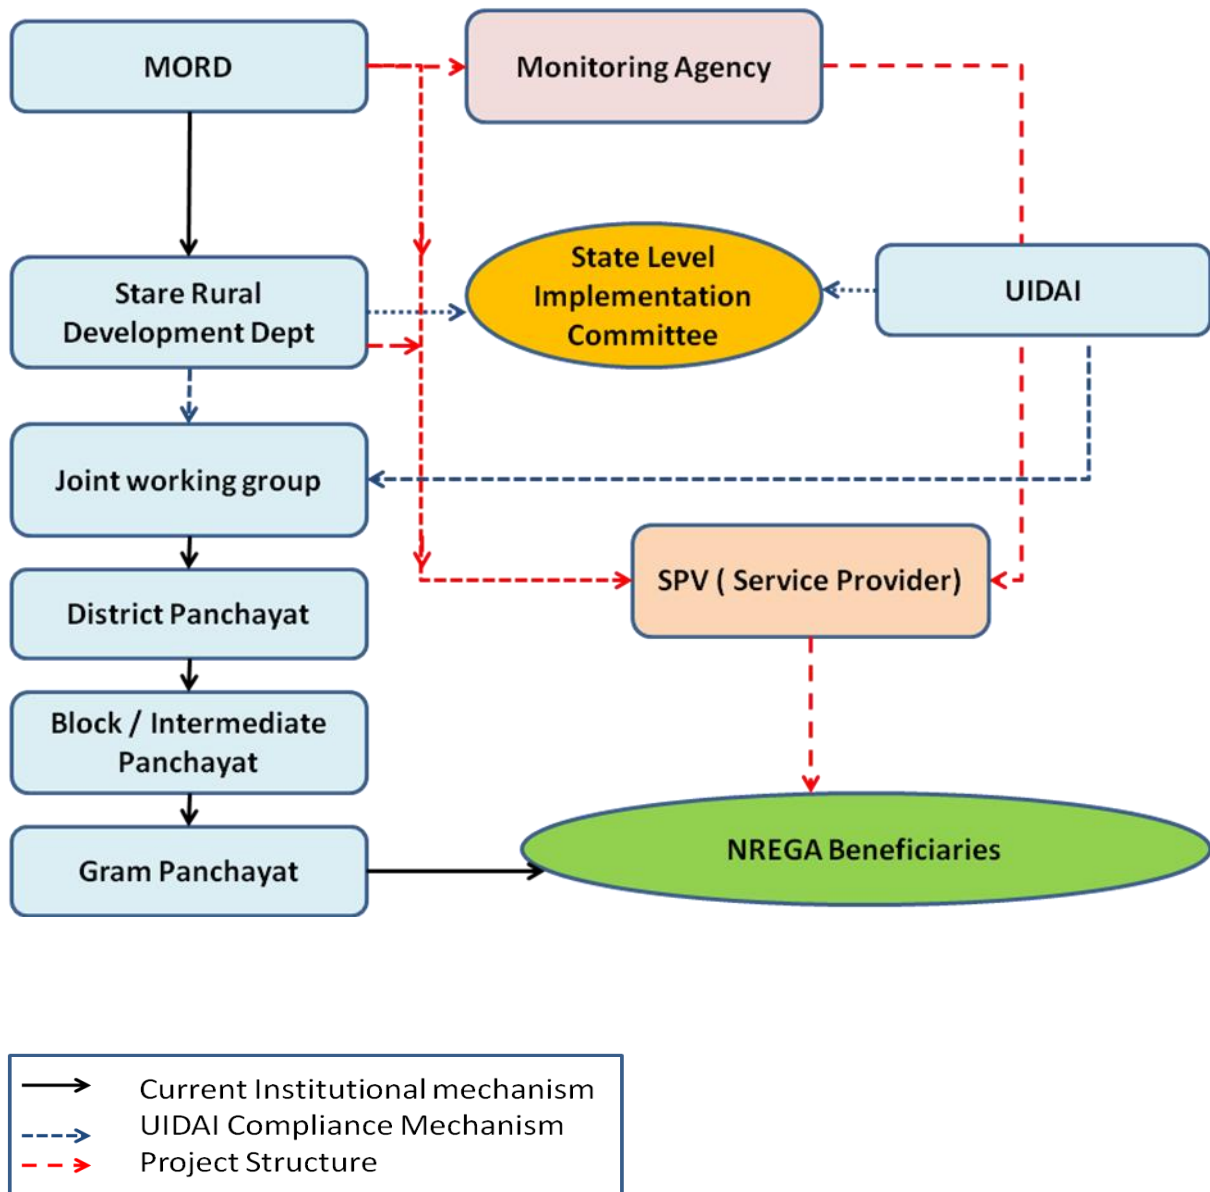 MORD
Monitoring Agency
State Level
Implementation
Committee
UIDAI
Stare Rural
Development Dept
Joint working group
SPV ( Service Provider)
District Panchayat
Block / Intermediate
Panchayat
Gram Panchayat
NREGA Beneficiaries
Current Institutional mechanism
UIDAI Compliance Mechanism
Project Structure